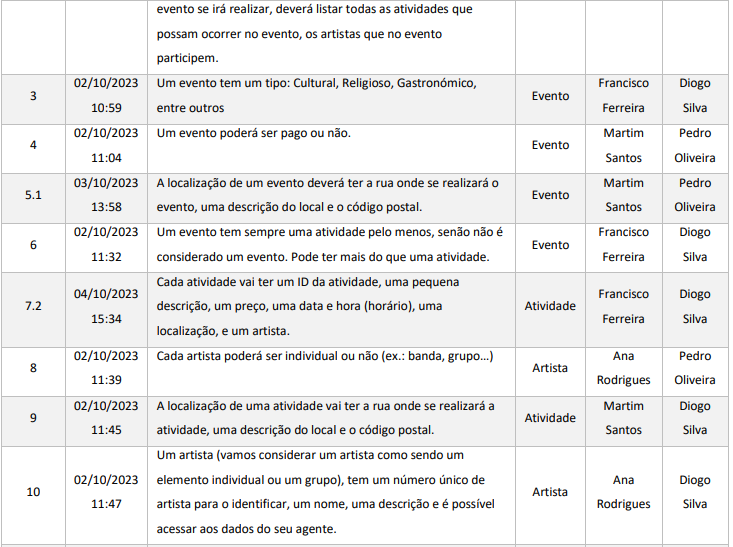 evento se irá realizar, deverá listar todas as atividades que
possam ocorrer no evento, os artistas que no evento
participem.
3
02/10/2023
10:59
Um evento tem um tipo: Cultural, Religioso, Gastronómico,
entre outros
Evento
Francisco
Ferreira
Diogo
Silva
4
02/10/2023
11:04
Um evento poderá ser pago ou não.
Evento
Martim
Santos
Pedro
Oliveira
5.1
03/10/2023
13:58
A localização de um evento deverá ter a rua onde se realizará o
evento, uma descrição do local e o código postal.
Evento
Martim
Santos
Pedro
Oliveira
6
02/10/2023
11:32
Um evento tem sempre uma atividade pelo menos, senão não é
considerado um evento. Pode ter mais do que uma atividade.
Evento
Francisco
Ferreira
Diogo
Silva
7.2
04/10/2023
15:34
Cada atividade vai ter um ID da atividade, uma pequena
descrição, um preço, uma data e hora (horário), uma
localização, e um artista.
Atividade
Francisco
Ferreira
Diogo
Silva
8
02/10/2023
11:39
Cada artista poderá ser individual ou não (ex.: banda, grupo…)
Artista
Ana
Rodrigues
Pedro
Oliveira
9
02/10/2023
11:45
A localização de uma atividade vai ter a rua onde se realizará a
atividade, uma descrição do local e o código postal.
Atividade
Martim
Santos
Diogo
Silva
10
02/10/2023
11:47
Um artista (vamos considerar um artista como sendo um
elemento individual ou um grupo), tem um número único de
artista para o identificar, um nome, uma descrição e é possível
acessar aos dados do seu agente.
Artista
Ana
Rodrigues
Diogo
Silva